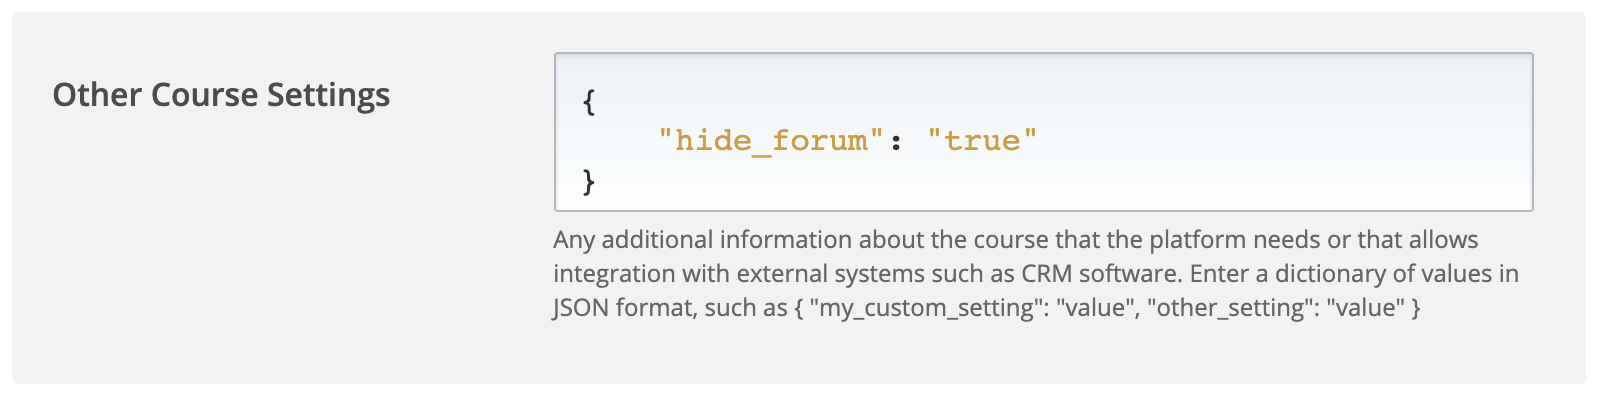 Other Course Settings
{
"hide_forum": "true"
}
Any additional information about the course that the platform needs or that allows
integration with external systems such as CRM software. Enter a dictionary of values in
JSON format, such as { "my_custom_setting": "value", "other_setting": "value" }